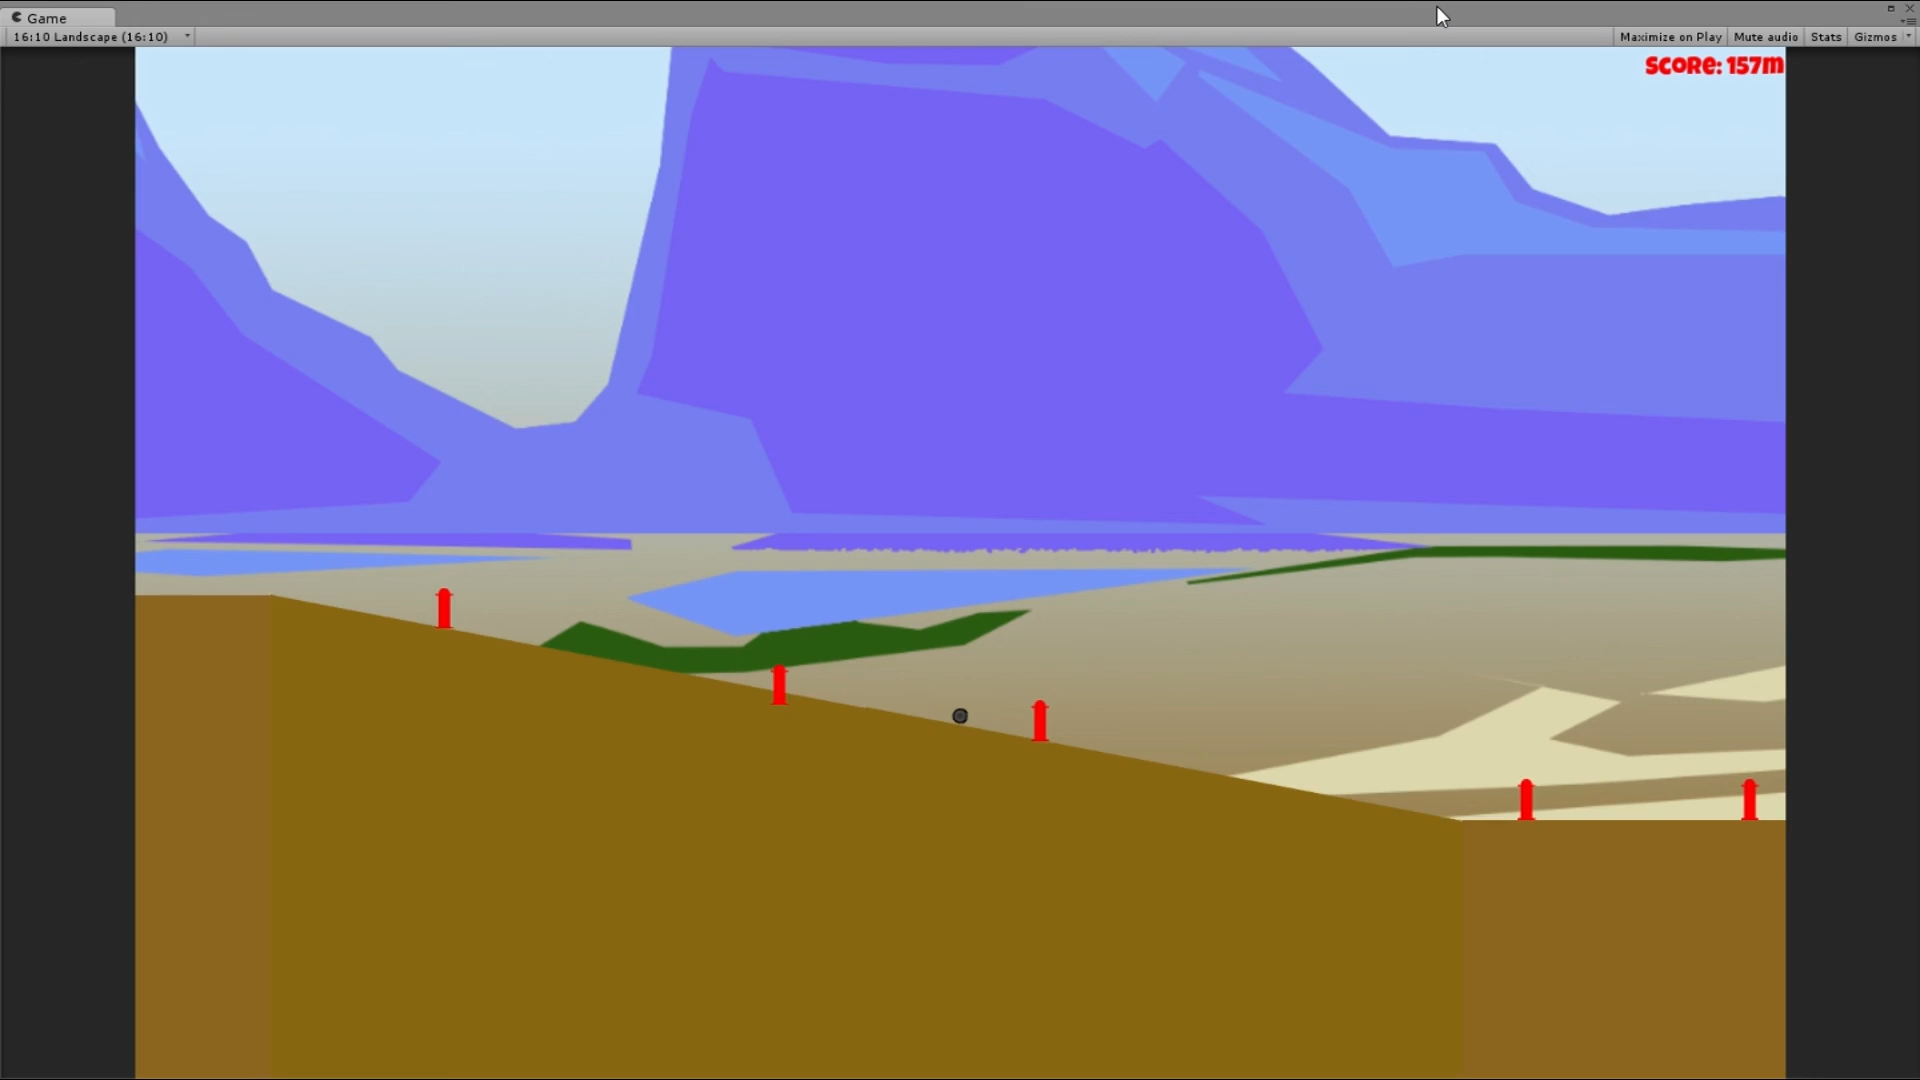 Game
16:10 Landscape (16:10)
Maximize on Play Mute audio Stats Gizmos
SCORE: 157m